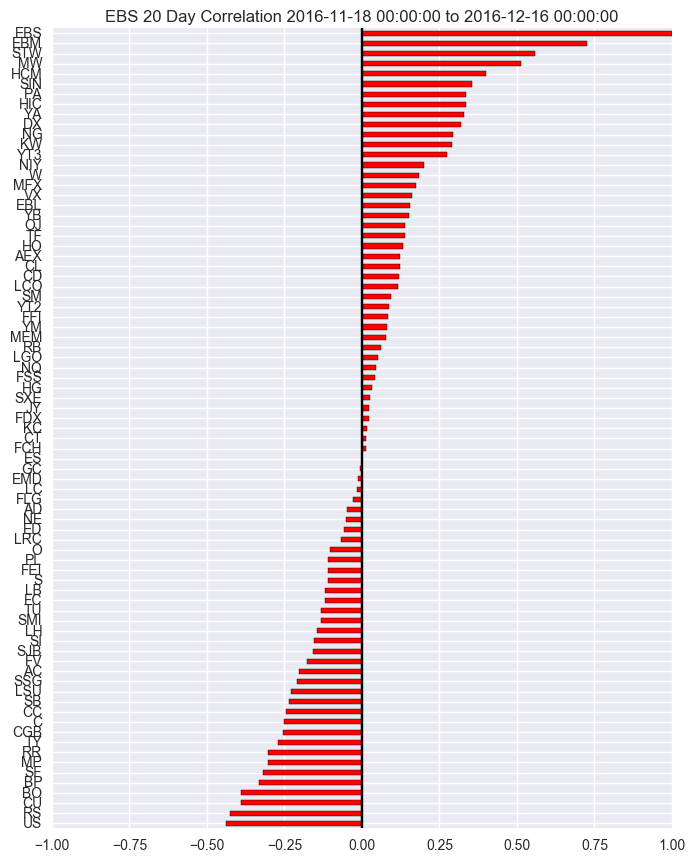 EBS 20 Day Correlation 2016-11-18 00:00:00 to 2016-12-16 00:00:00
EBS
EBM
STW
MW
HCM
SIN
PA
HIC
YA
DX
NG
KW
YT3
NIY
W
MFX
VX
EBL
YB
OJ
TF
HO
AEX
CL
CD
LCO
SM
YT2
FFI
YM
MEM
RB
LGO
NQ
FSS
HG
SXE
JY
FDX
KC
CT
FCH
ES
GC
EMD
LC
FLG
AD
NE
ED
LRC
O
PL
FEI
S
LB
EC
TU
SMI
LH
SI
SJB
FV
AC
SSG
LSU
SB
CC
C
CGB
TY
RR
MP
SF
BP
BO
CU
RS
US
−1.00 −0.75 −0.50 −0.25 0.00 0.25 0.50 0.75 1.00